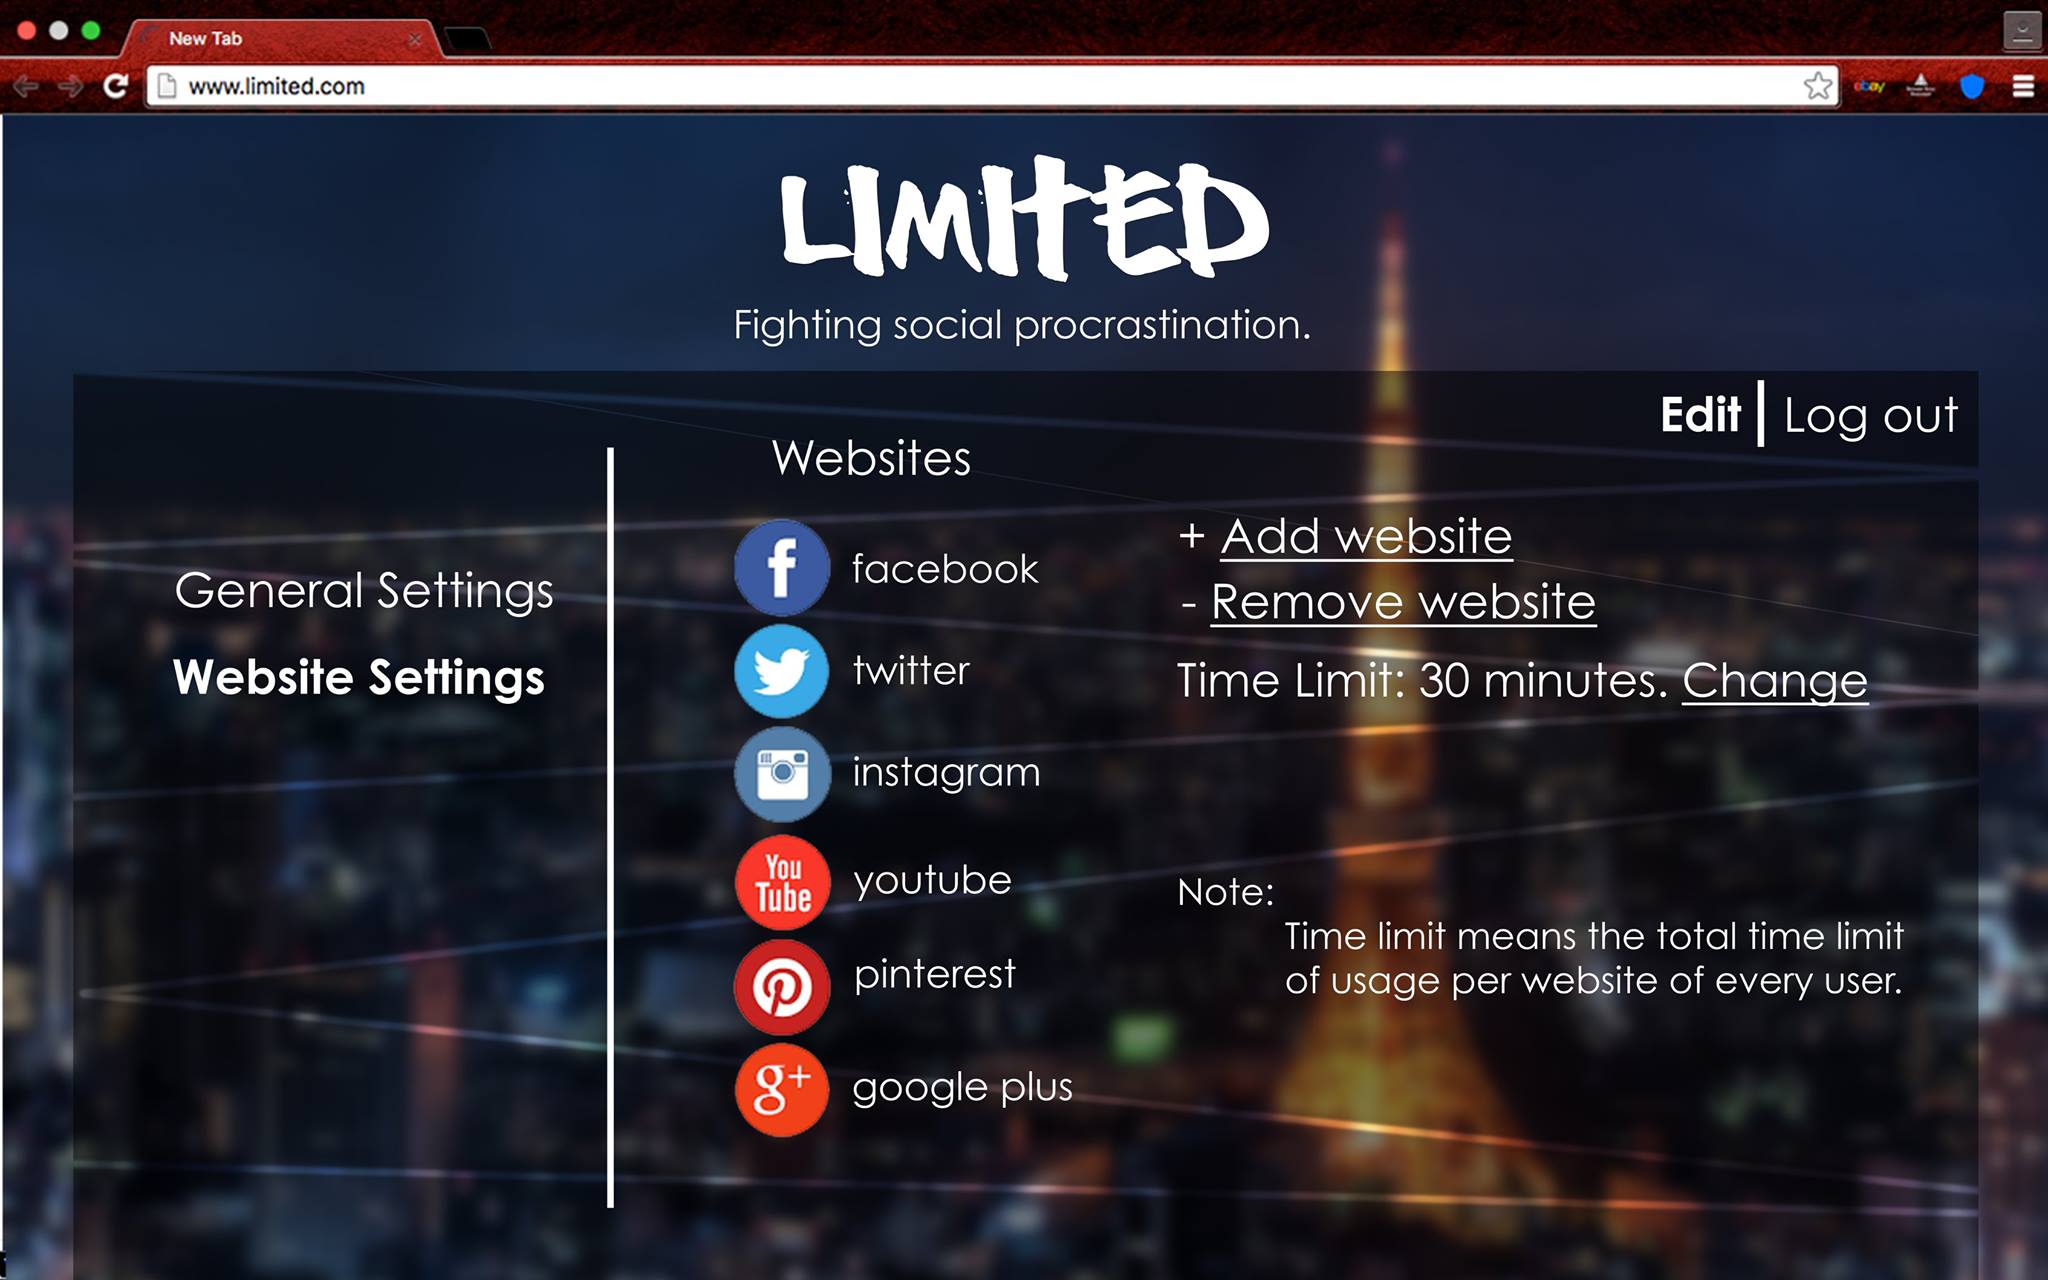 New Tab
www.limited.com
ebay
LIMITED
Fighting social procrastination.
Edit | Log out
General Settings
Website Settings
Websites
facebook
twitter
instagram
You
Tube
youtube
pinterest
g+
google plus
+ Add website
- Remove website
Time Limit: 30 minutes. Change
Note:
Time limit means the total time limit
of usage per website of every user.